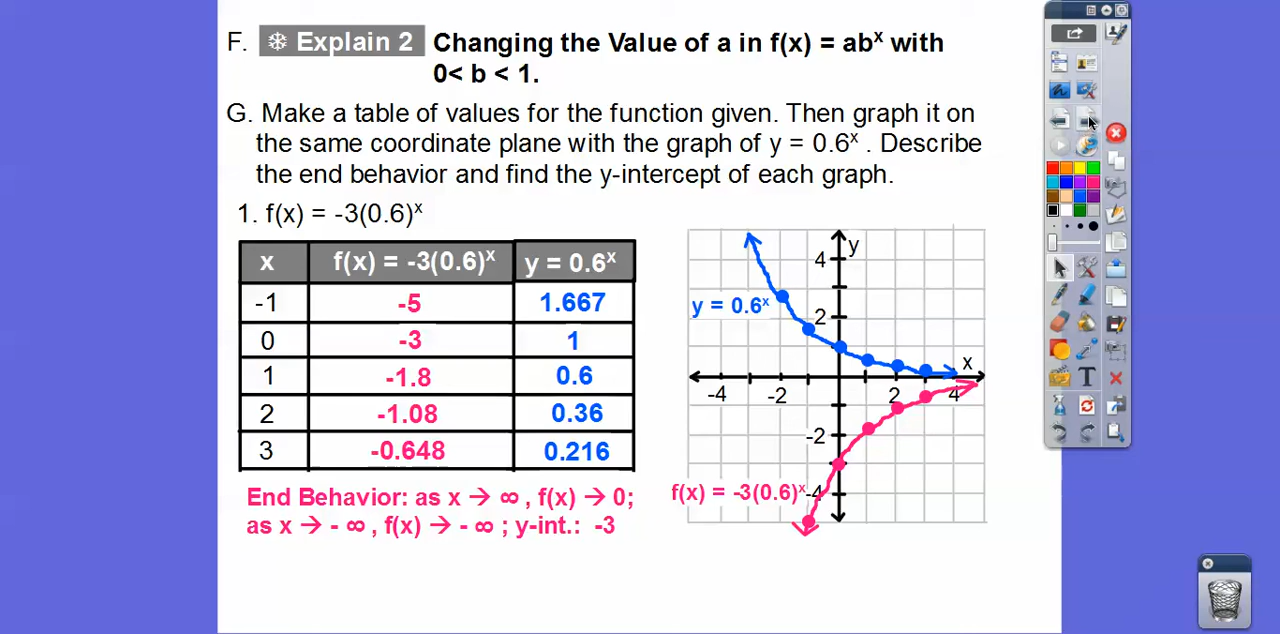 F. ❄ Explain 2 Changing the Value of a in f(x) = abˣ with
0< b < 1.
G. Make a table of values for the function given. Then graph it on
the same coordinate plane with the graph of y = 0.6ˣ . Describe
the end behavior and find the y-intercept of each graph.
1. f(x) = -3(0.6)ˣ
x f(x) = -3(0.6)ˣ y = 0.6ˣ
-1 -5 1.667
0 -3 1
1 -1.8 0.6
2 -1.08 0.36
3 -0.648 0.216
End Behavior: as x → ∞ , f(x) → 0;
as x → - ∞ , f(x) → - ∞ ; y-int.: -3
y
4
y = 0.6ˣ
2
x
-4 -2 2 4
-2
f(x) = -3(0.6)ˣ -4
T